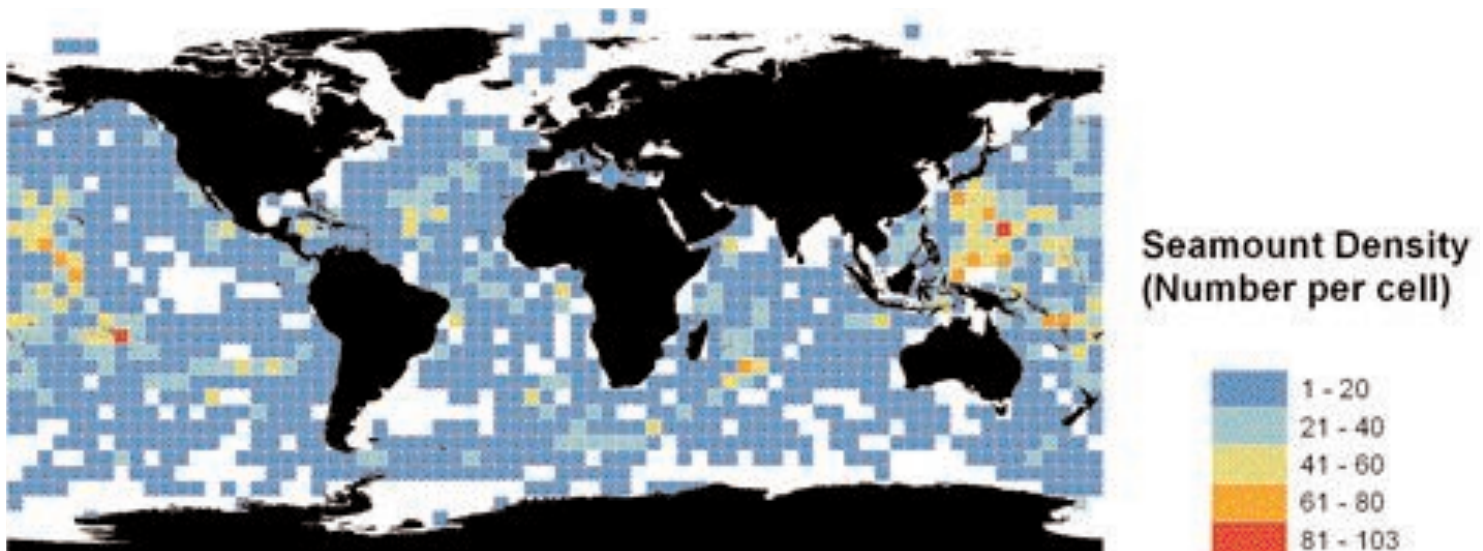 Seamount Density
(Number per cell)
1 - 20
21 - 40
41 - 60
61 - 80
81 - 103